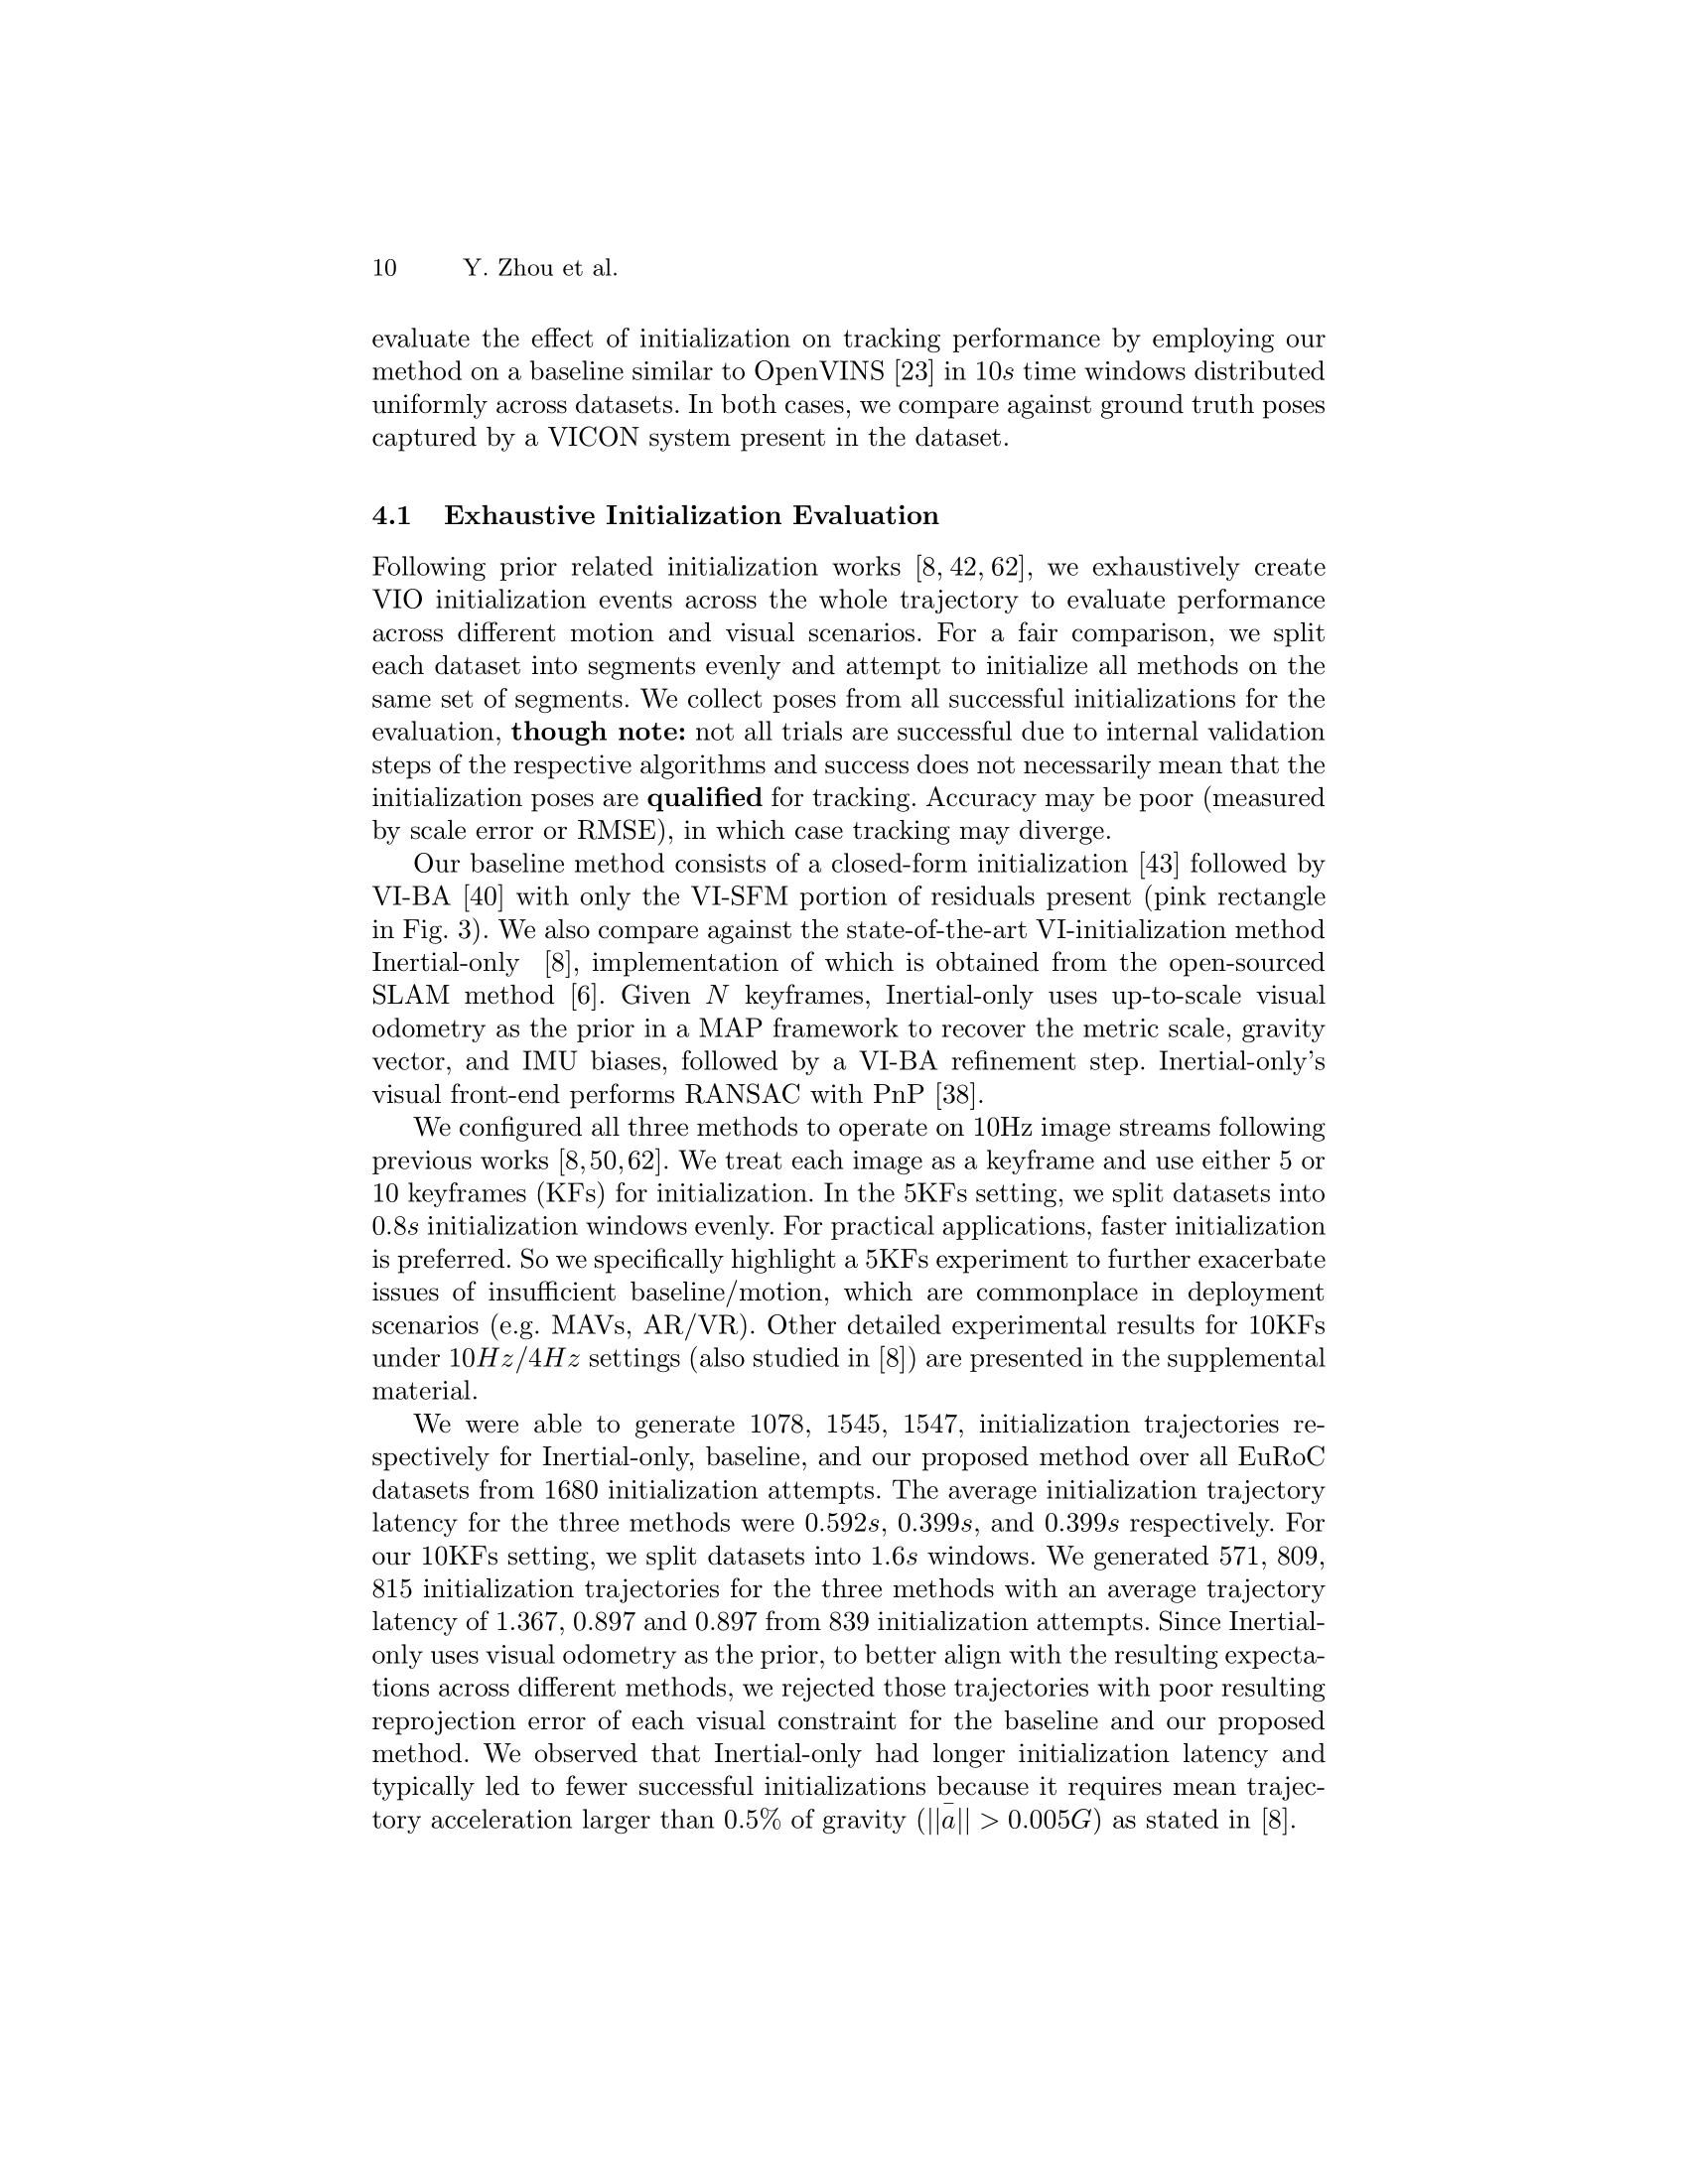 10 Y. Zhou et al.
evaluate the effect of initialization on tracking performance by employing our
method on a baseline similar to OpenVINS [23] in 10s time windows distributed
uniformly across datasets. In both cases, we compare against ground truth poses
captured by a VICON system present in the dataset.
4.1 Exhaustive Initialization Evaluation
Following prior related initialization works [8, 42, 62], we exhaustively create
VIO initialization events across the whole trajectory to evaluate performance
across different motion and visual scenarios. For a fair comparison, we split
each dataset into segments evenly and attempt to initialize all methods on the
same set of segments. We collect poses from all successful initializations for the
evaluation, though note: not all trials are successful due to internal validation
steps of the respective algorithms and success does not necessarily mean that the
initialization poses are qualified for tracking. Accuracy may be poor (measured
by scale error or RMSE), in which case tracking may diverge.
Our baseline method consists of a closed-form initialization [43] followed by
VI-BA [40] with only the VI-SFM portion of residuals present (pink rectangle
in Fig. 3). We also compare against the state-of-the-art VI-initialization method
Inertial-only [8], implementation of which is obtained from the open-sourced
SLAM method [6]. Given N keyframes, Inertial-only uses up-to-scale visual
odometry as the prior in a MAP framework to recover the metric scale, gravity
vector, and IMU biases, followed by a VI-BA refinement step. Inertial-only's
visual front-end performs RANSAC with PnP [38].
We configured all three methods to operate on 10Hz image streams following
previous works [8,50,62]. We treat each image as a keyframe and use either 5 or
10 keyframes (KFs) for initialization. In the 5KFs setting, we split datasets into
0.8s initialization windows evenly. For practical applications, faster initialization
is preferred. So we specifically highlight a 5KFs experiment to further exacerbate
issues of insufficient baseline/motion, which are commonplace in deployment
scenarios (e.g. MAVs, AR/VR). Other detailed experimental results for 10KFs
under 10Hz/4Hz settings (also studied in [8]) are presented in the supplemental
material.
We were able to generate 1078, 1545, 1547, initialization trajectories re-
spectively for Inertial-only, baseline, and our proposed method over all EuRoC
datasets from 1680 initialization attempts. The average initialization trajectory
latency for the three methods were 0.592s, 0.399s, and 0.399s respectively. For
our 10KFs setting, we split datasets into 1.6s windows. We generated 571, 809,
815 initialization trajectories for the three methods with an average trajectory
latency of 1.367, 0.897 and 0.897 from 839 initialization attempts. Since Inertial-
only uses visual odometry as the prior, to better align with the resulting expecta-
tions across different methods, we rejected those trajectories with poor resulting
reprojection error of each visual constraint for the baseline and our proposed
method. We observed that Inertial-only had longer initialization latency and
typically led to fewer successful initializations because it requires mean trajec-
tory acceleration larger than 0.5% of gravity (||ā|| > 0.005G) as stated in [8].